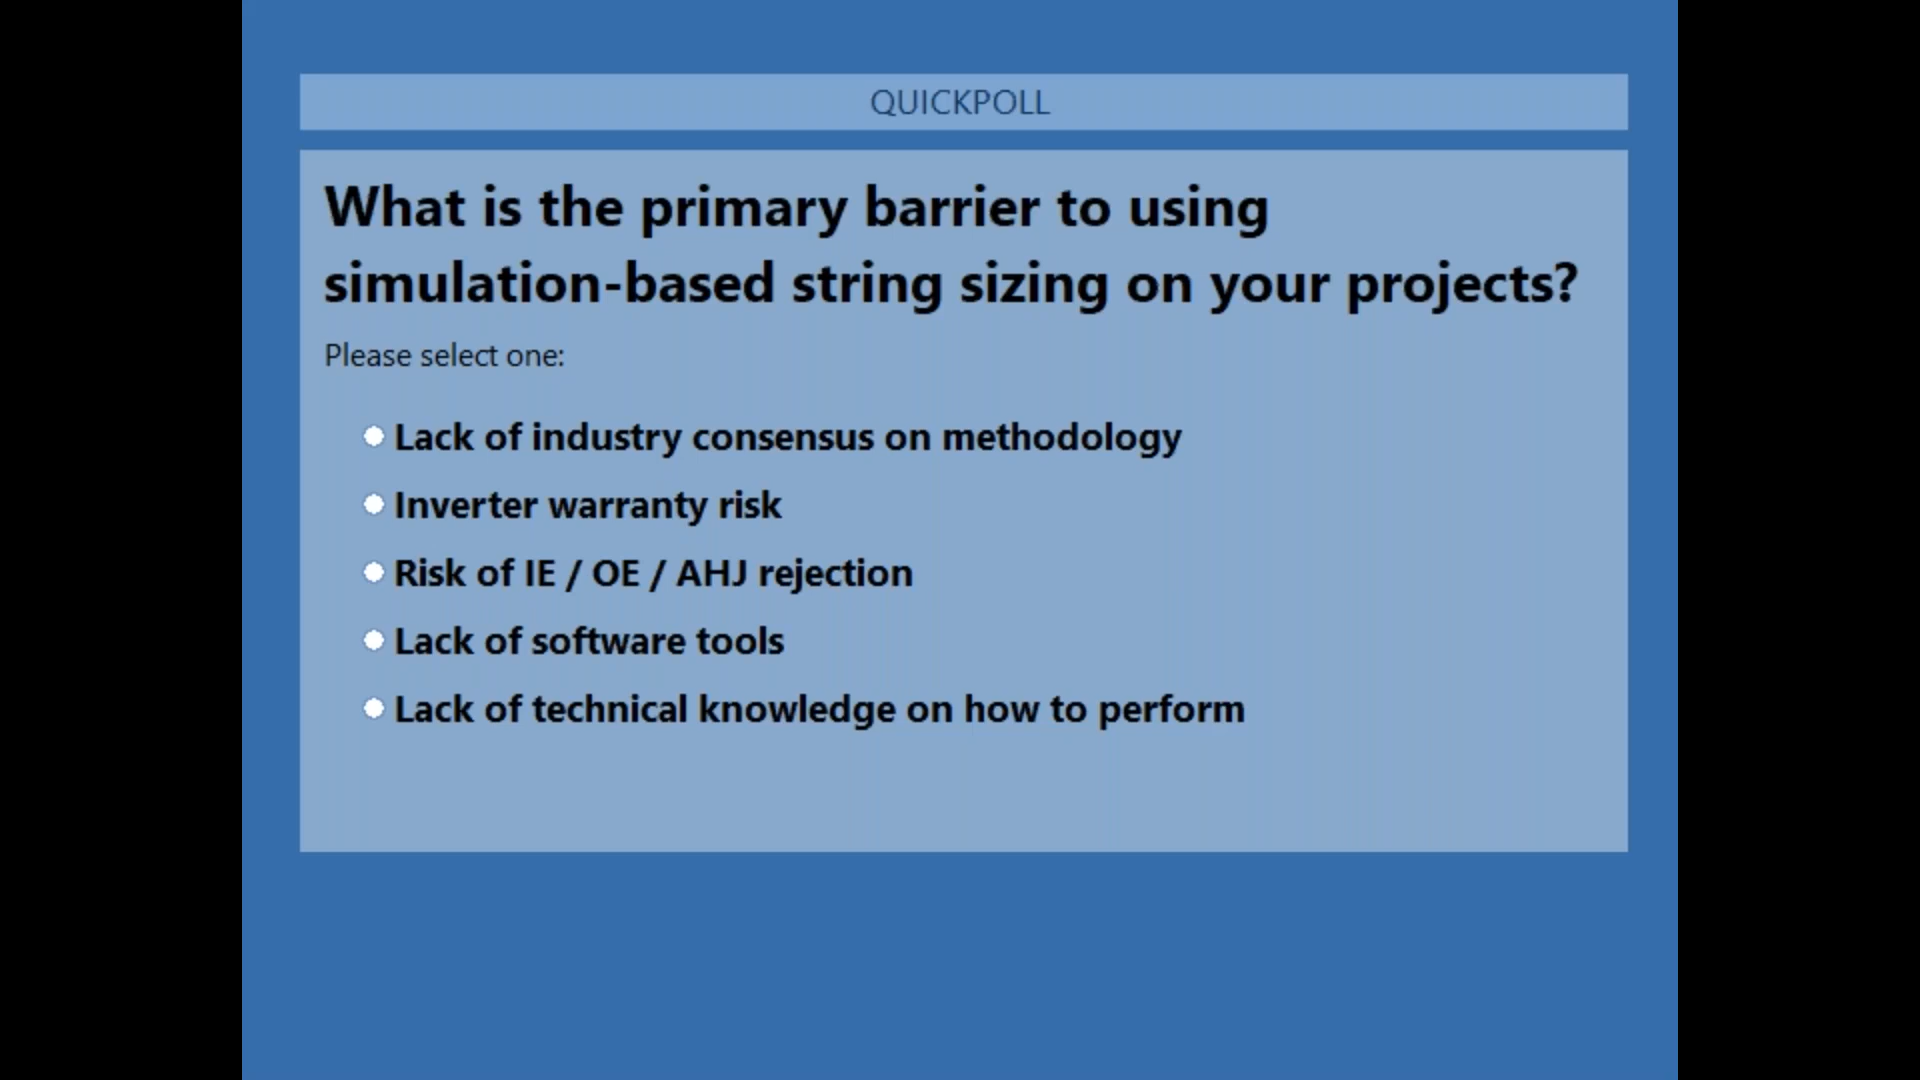 QUICKPOLL
What is the primary barrier to using
simulation-based string sizing on your projects?
Please select one:
Lack of industry consensus on methodology
Inverter warranty risk
Risk of IE / OE / AHJ rejection
Lack of software tools
Lack of technical knowledge on how to perform